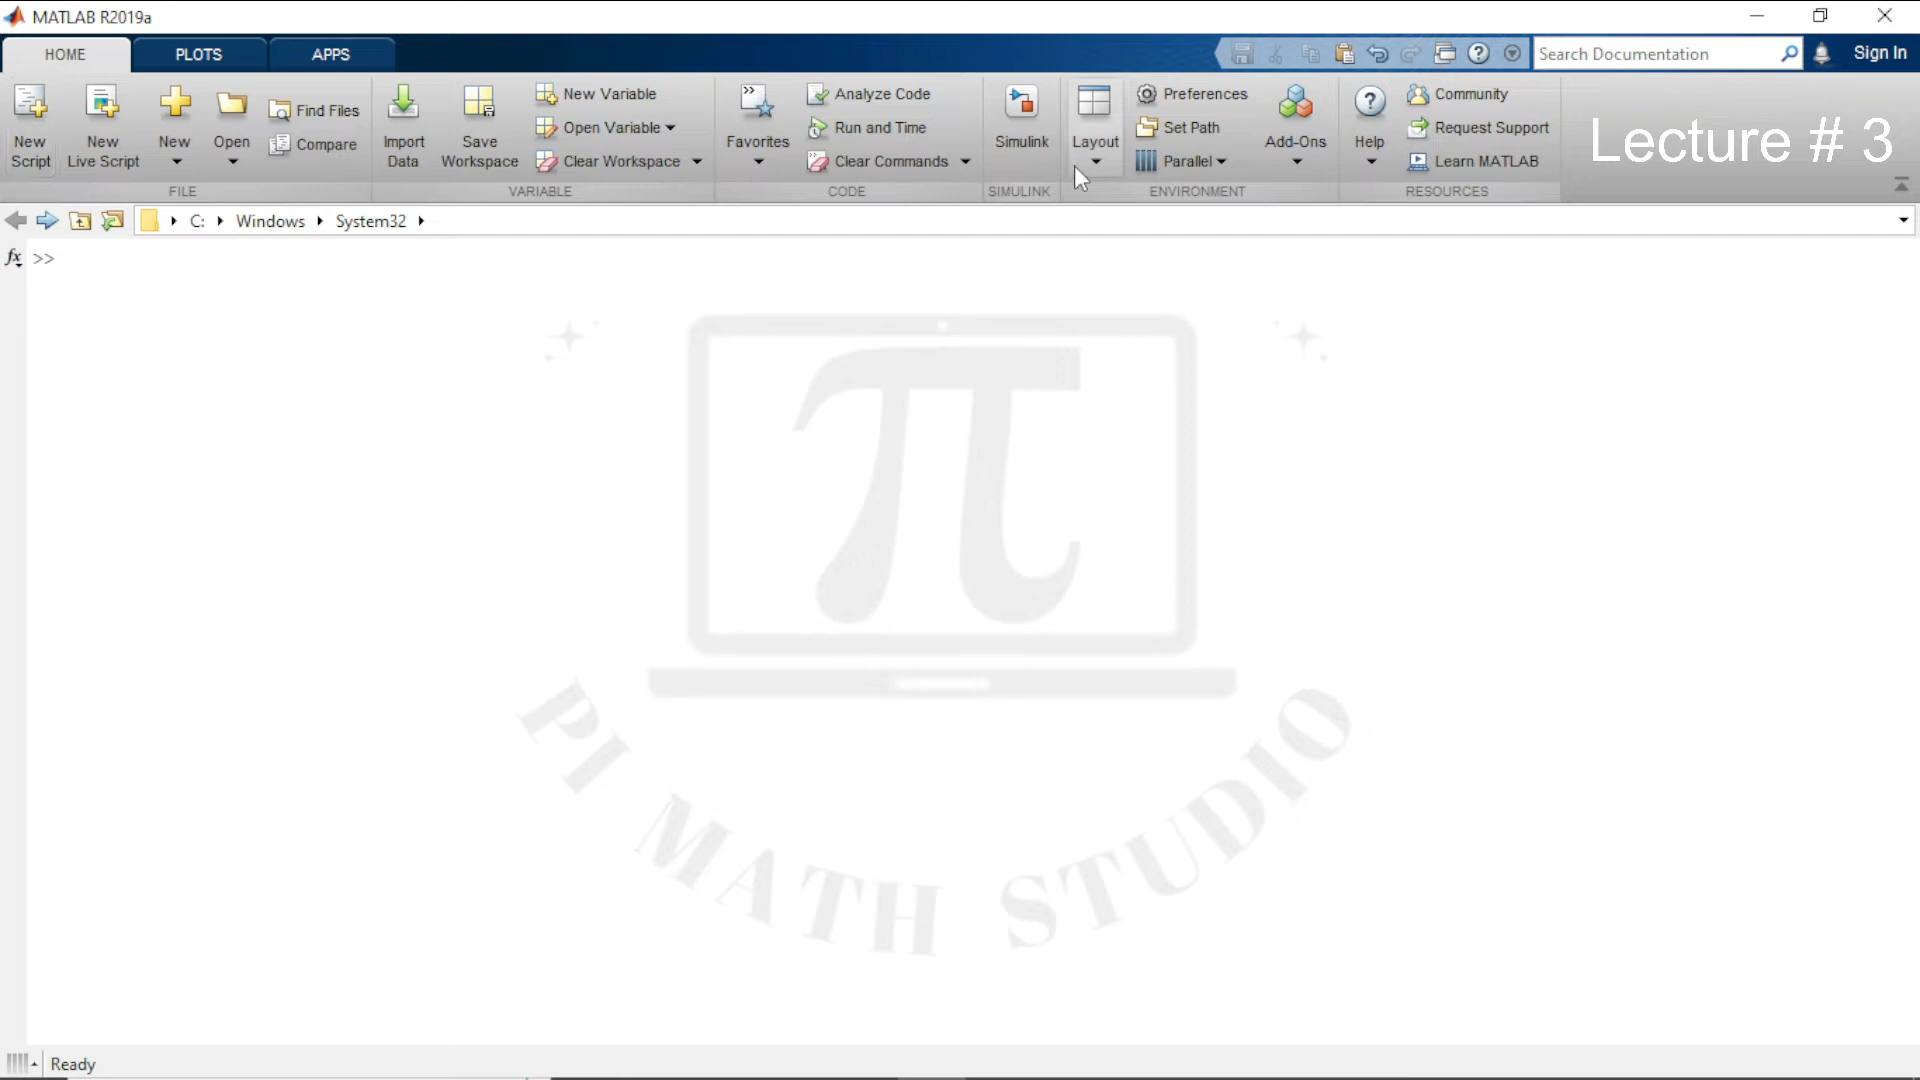 MATLAB R2019a
HOME PLOTS APPS
Search Documentation
Sign In
New Script
New Live Script
New
Open
Find Files
Compare
FILE
Import Data
Save Workspace
New Variable
Open Variable
Clear Workspace
VARIABLE
Favorites
Analyze Code
Run and Time
Clear Commands
CODE
Simulink
SIMULINK
Layout
Preferences
Set Path
Parallel
Add-Ons
ENVIRONMENT
Help
Community
Request Support
Learn MATLAB
RESOURCES
Lecture # 3
C: Windows System32
fx >>
π
PI MATH STUDIO
Ready